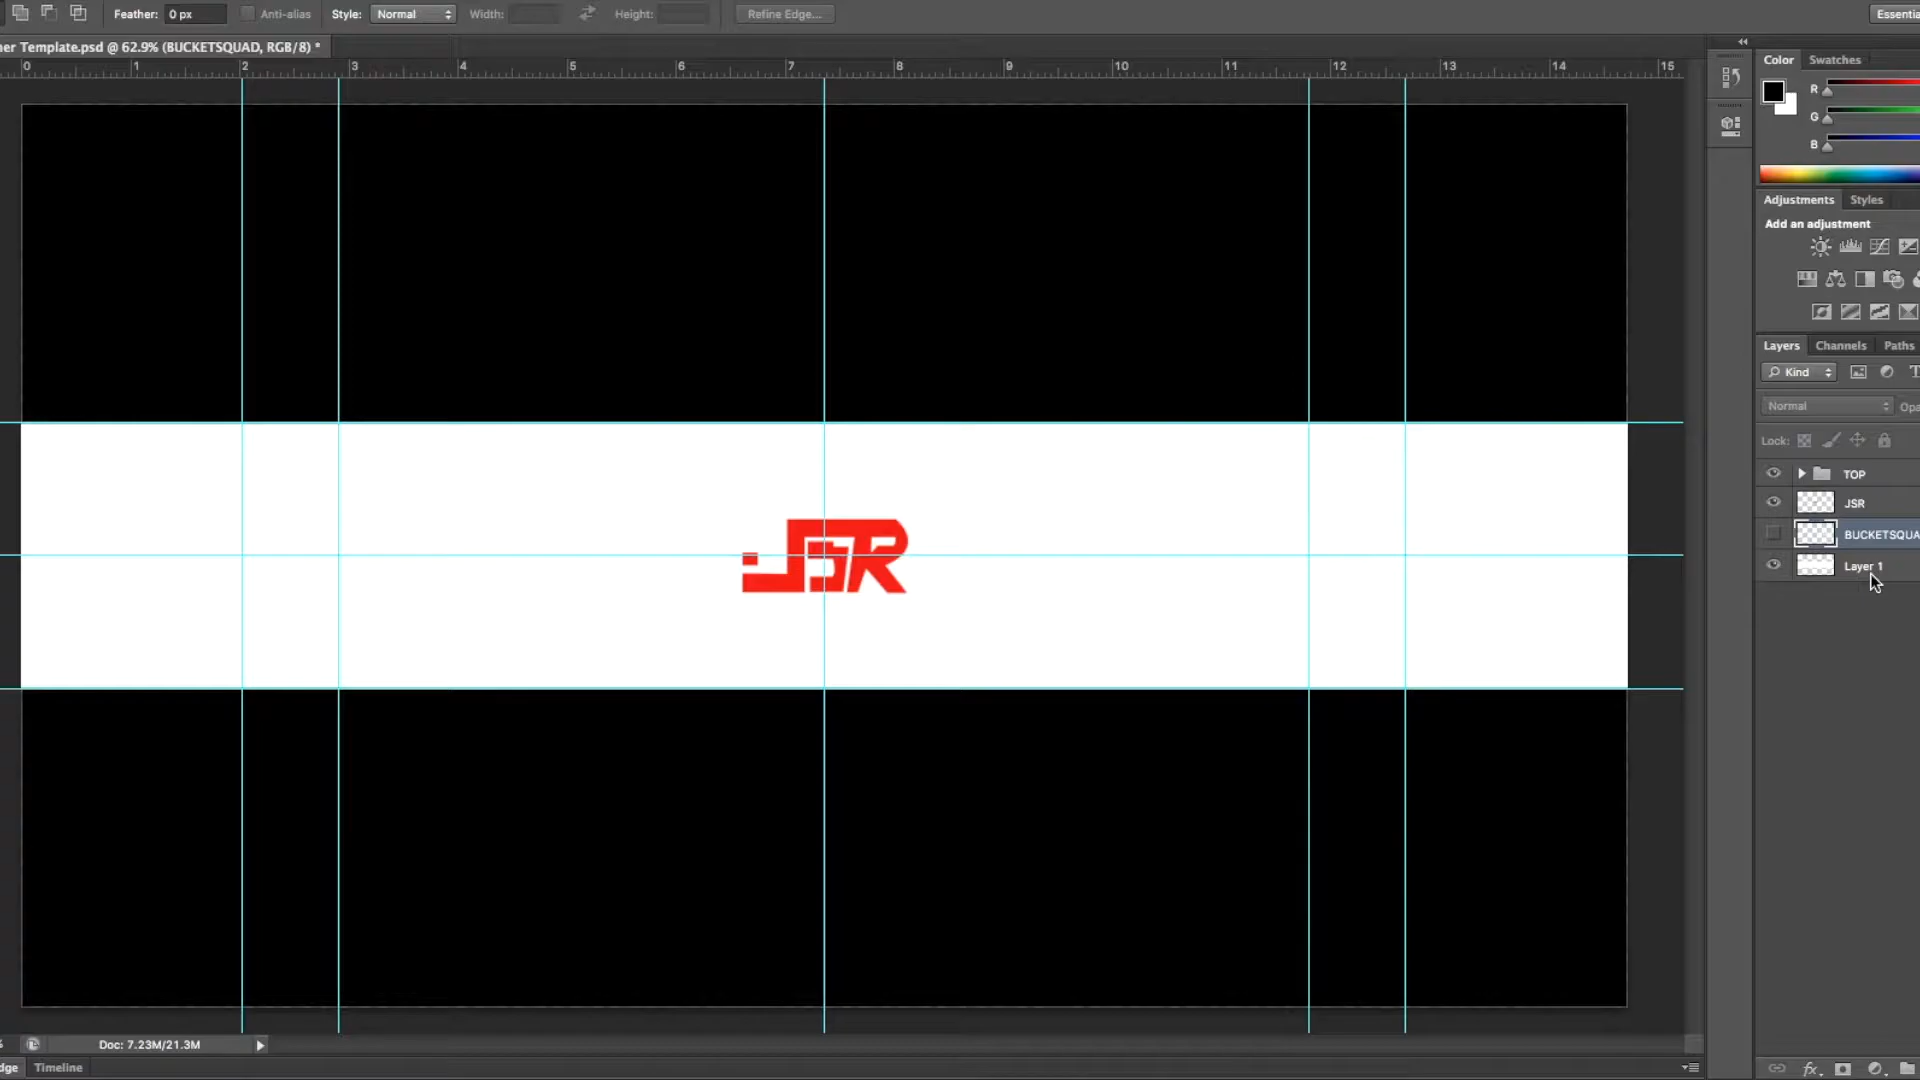 Feather: 0 px Anti-alias Style: Normal Width: Height: Refine Edge... Essentia
er Template.psd @ 62.9% (BUCKETSQUAD, RGB/8) *
0 1 2 3 4 5 6 7 8 9 10 11 12 13 14 15
Color Swatches
R
G
B
Adjustments Styles
Add an adjustment
Layers Channels Paths
Kind
Normal Opa
Lock:
TOP
JSR
BUCKETSQUA
Layer 1
JSR
% Doc: 7.23M/21.3M
dge Timeline
fx